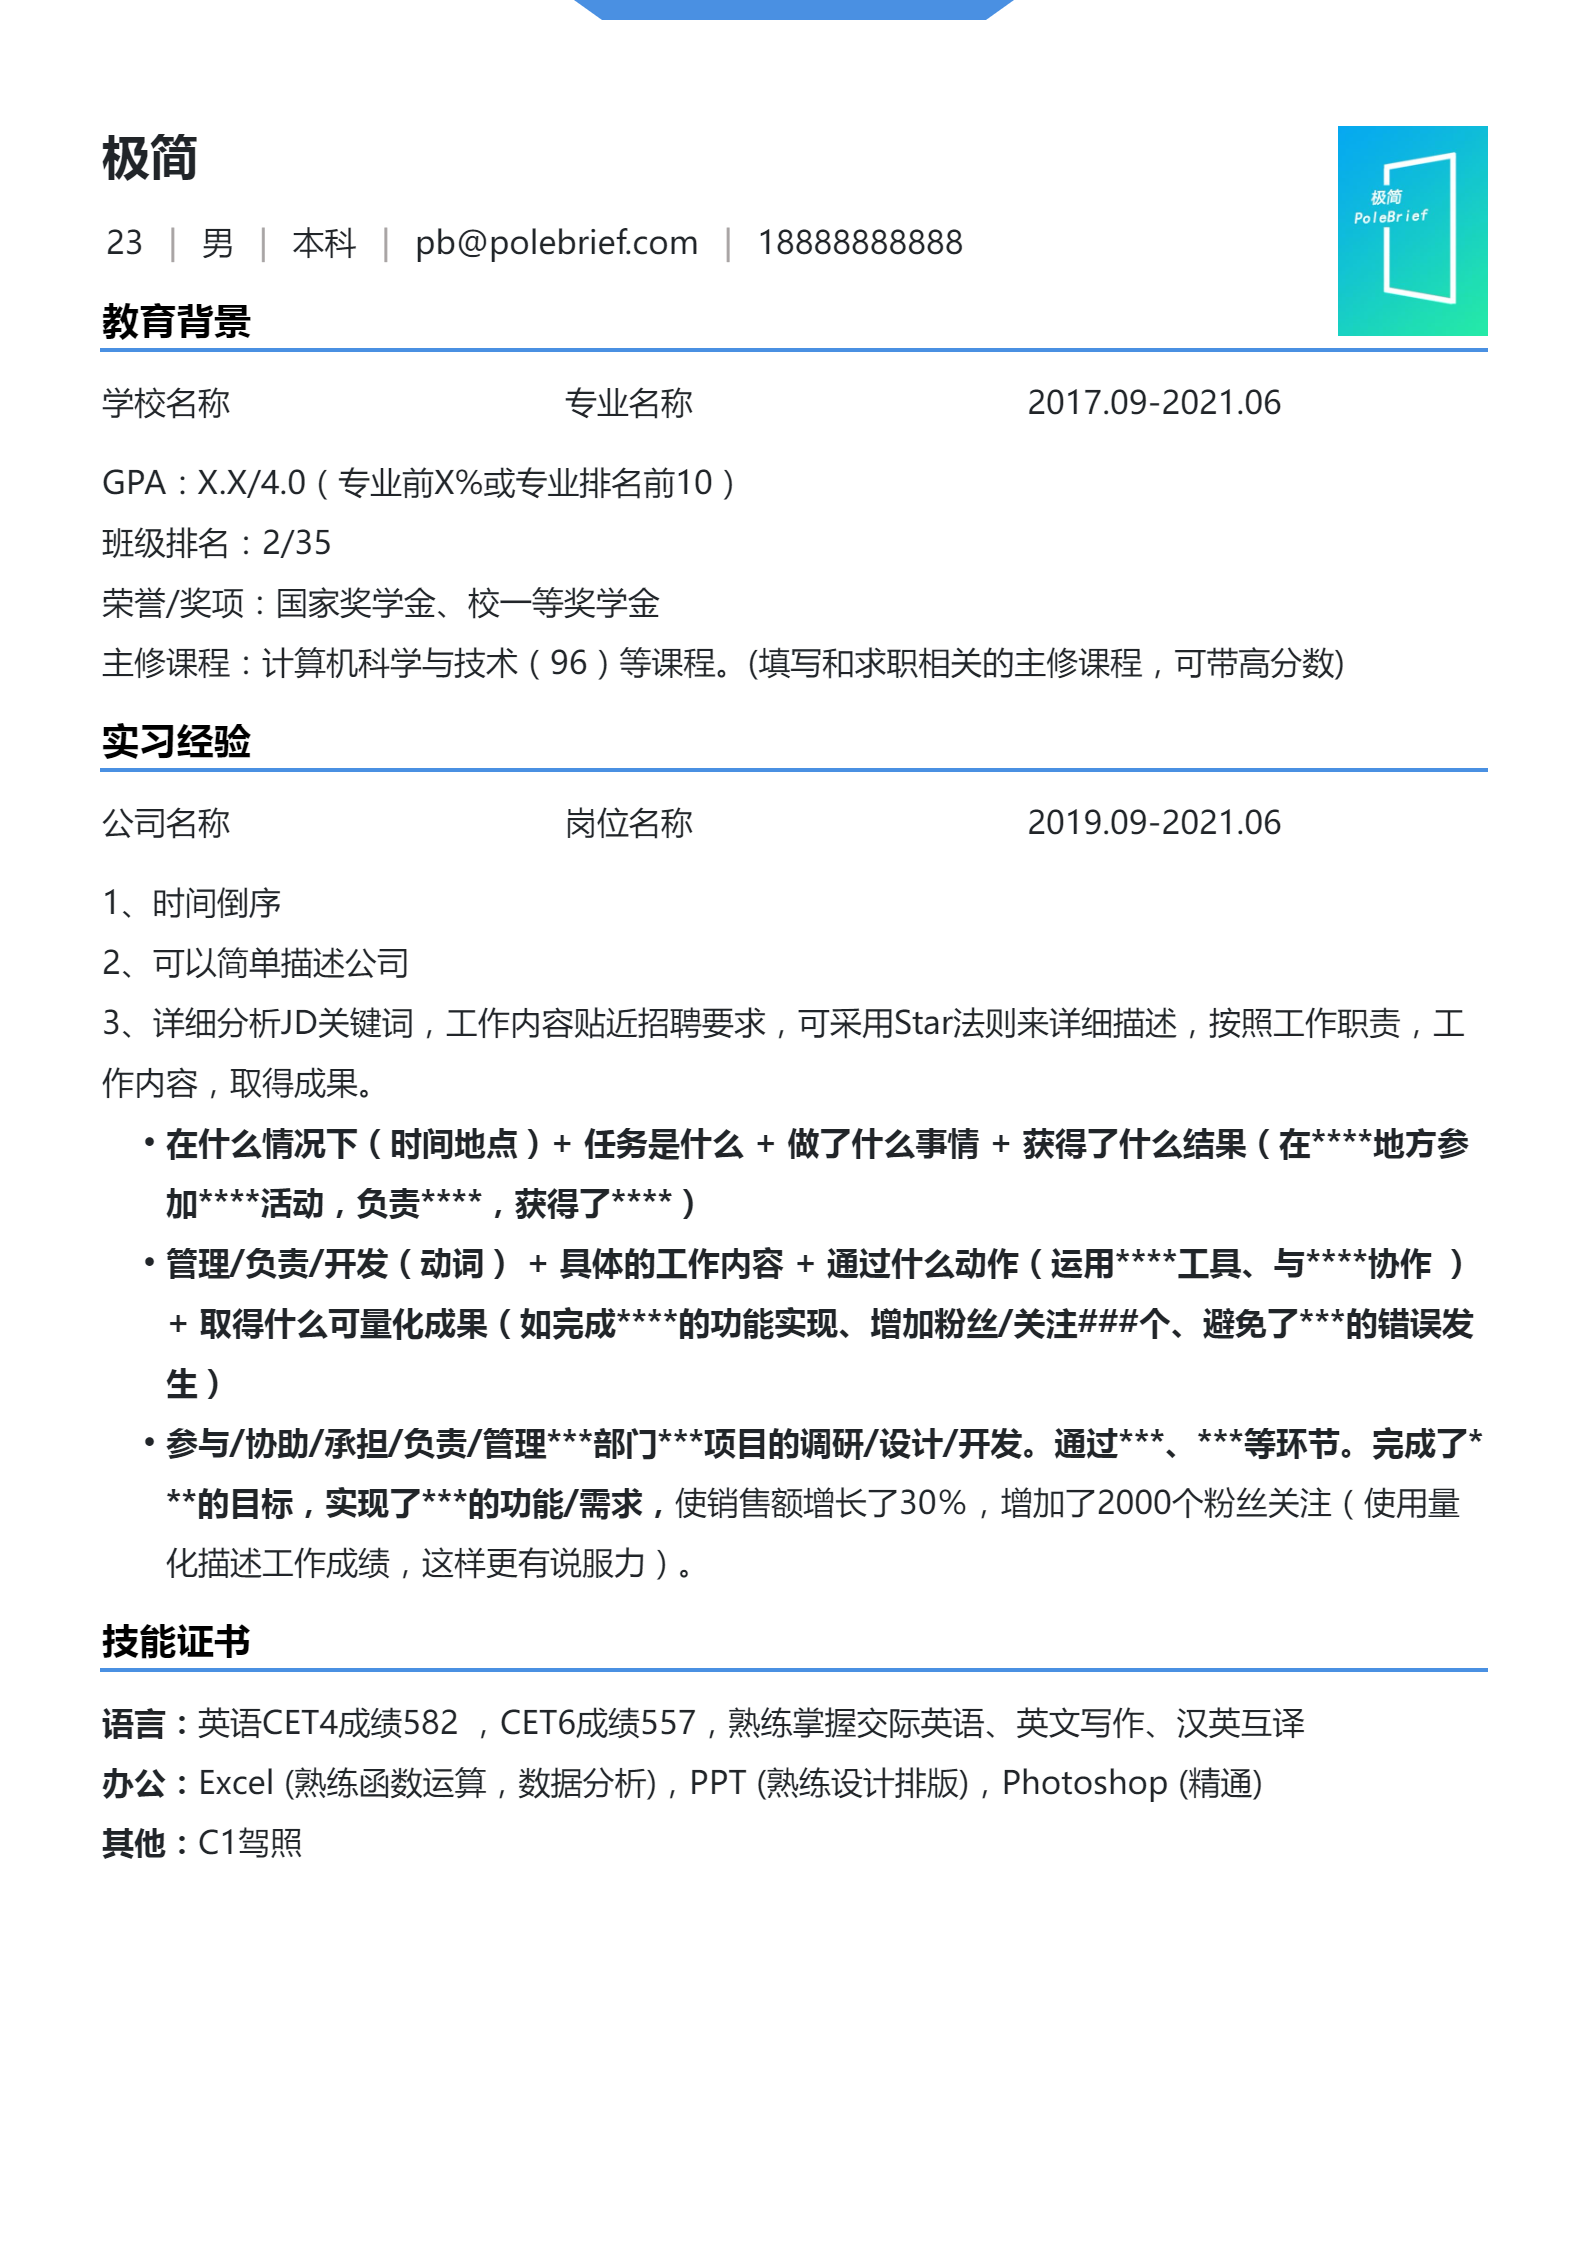 极简
23 | 男 | 本科 | pb@polebrief.com | 18888888888
极简
PoleBrief
教育背景
学校名称 专业名称 2017.09-2021.06
GPA：X.X/4.0（专业前X%或专业排名前10）
班级排名：2/35
荣誉/奖项：国家奖学金、校一等奖学金
主修课程：计算机科学与技术（96）等课程。(填写和求职相关的主修课程，可带高分数)
实习经验
公司名称 岗位名称 2019.09-2021.06
1、时间倒序
2、可以简单描述公司
3、详细分析JD关键词，工作内容贴近招聘要求，可采用Star法则来详细描述，按照工作职责，工
作内容，取得成果。
•在什么情况下（时间地点）+ 任务是什么 + 做了什么事情 + 获得了什么结果（在****地方参
加****活动，负责****，获得了****）
•管理/负责/开发（动词） + 具体的工作内容 + 通过什么动作（运用****工具、与****协作 ）
+ 取得什么可量化成果（如完成****的功能实现、增加粉丝/关注###个、避免了***的错误发
生）
•参与/协助/承担/负责/管理***部门***项目的调研/设计/开发。通过***、***等环节。完成了*
**的目标，实现了***的功能/需求，使销售额增长了30%，增加了2000个粉丝关注（使用量
化描述工作成绩，这样更有说服力）。
技能证书
语言：英语CET4成绩582 ，CET6成绩557，熟练掌握交际英语、英文写作、汉英互译
办公：Excel (熟练函数运算，数据分析)，PPT (熟练设计排版)，Photoshop (精通)
其他：C1驾照